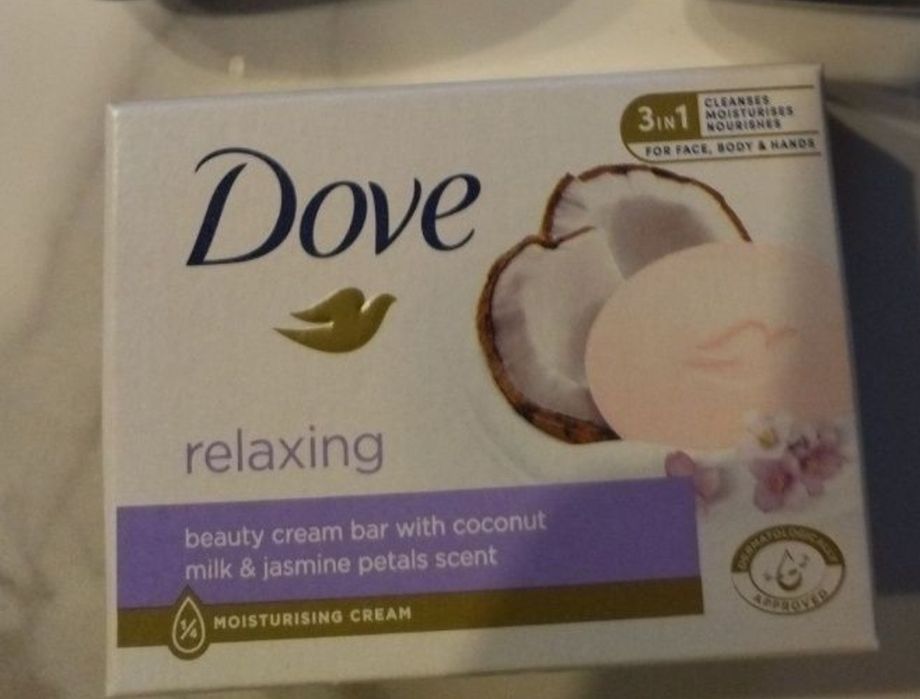 3IN1
CLEANSES
MOISTURISES
NOURISHES
FOR FACE, BODY & HANDS
Dove
relaxing
beauty cream bar with coconut
milk & jasmine petals scent
1/4 MOISTURISING CREAM
DERMATOLOGICALLY
APPROVED